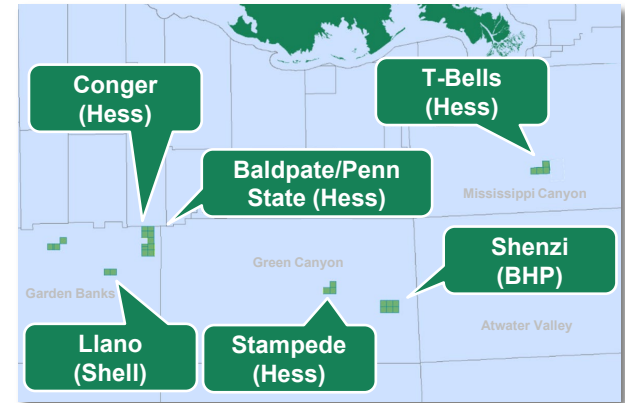 Conger
(Hess)
T-Bells
(Hess)
Baldpate/Penn
State (Hess)
Mississippi Canyon
Shenzi
(BHP)
Green Canyon
Garden Banks
Atwater Valley
Llano
(Shell)
Stampede
(Hess)